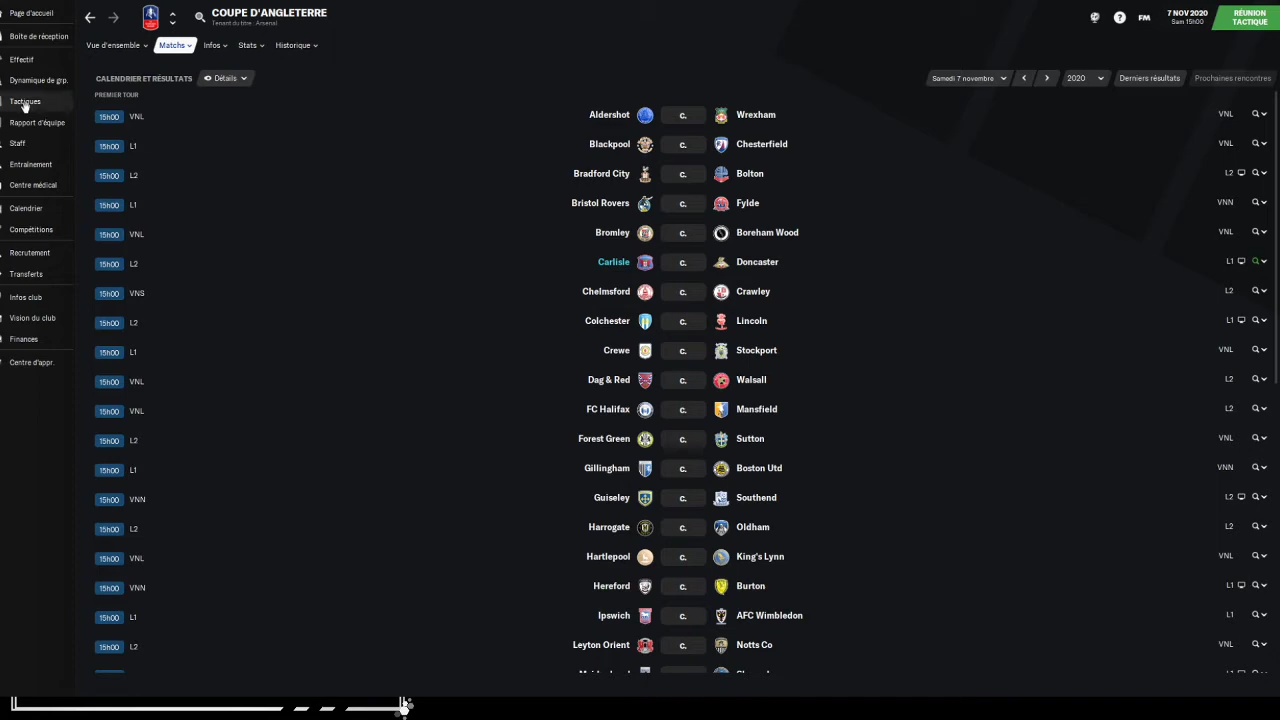 Page d'accueil
Boîte de réception
Effectif
Dynamique de grp.
Tactiques
Rapport d'équipe
Staff
Entraînement
Centre médical
Calendrier
Compétitions
Recrutement
Transferts
Infos club
Vision du club
Finances
Centre d'appr.
COUPE D'ANGLETERRE
Tenant du titre : Arsenal
FM
7 NOV 2020
Sam 15h00
RÉUNION TACTIQUE
Vue d'ensemble Matchs Infos Stats Historique
CALENDRIER ET RÉSULTATS Détails Samedi 7 novembre 2020 Derniers résultats Prochaines rencontres
PREMIER TOUR
15h00 VNL Aldershot c. Wrexham VNL
15h00 L1 Blackpool c. Chesterfield VNL
15h00 L2 Bradford City c. Bolton L2
15h00 L1 Bristol Rovers c. Fylde VNN
15h00 VNL Bromley c. Boreham Wood VNL
15h00 L2 Carlisle c. Doncaster L1
15h00 VNS Chelmsford c. Crawley L2
15h00 L2 Colchester c. Lincoln L1
15h00 L1 Crewe c. Stockport VNL
15h00 VNL Dag & Red c. Walsall L2
15h00 VNL FC Halifax c. Mansfield L2
15h00 L2 Forest Green c. Sutton VNL
15h00 L1 Gillingham c. Boston Utd VNN
15h00 VNN Guiseley c. Southend L2
15h00 L2 Harrogate c. Oldham L2
15h00 VNL Hartlepool c. King's Lynn VNL
15h00 VNN Hereford c. Burton L1
15h00 L1 Ipswich c. AFC Wimbledon L1
15h00 L2 Leyton Orient c. Notts Co VNL